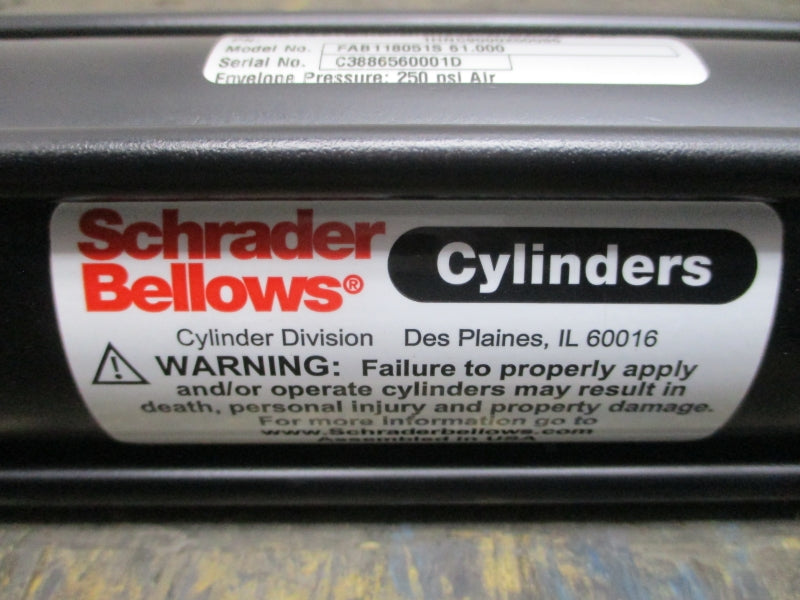 Model No. FAB118051S 61.000
Serial No. C3886560001D
Envelope Pressure: 250 psi Air
Schrader
Bellows®
Cylinders
Cylinder Division Des Plaines, IL 60016
WARNING: Failure to properly apply
and/or operate cylinders may result in
death, personal injury and property damage.
For more information go to
www.Schraderbellows.com
Assembled in USA